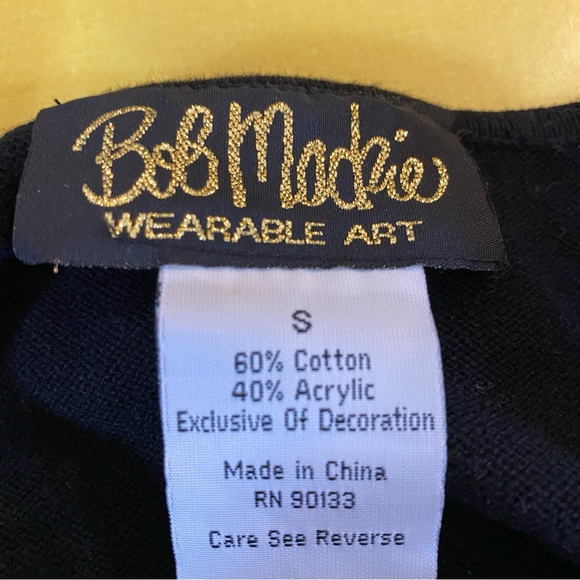 Bob Mackie
WEARABLE ART
S
60% Cotton
40% Acrylic
Exclusive Of Decoration
Made in China
RN 90133
Care See Reverse